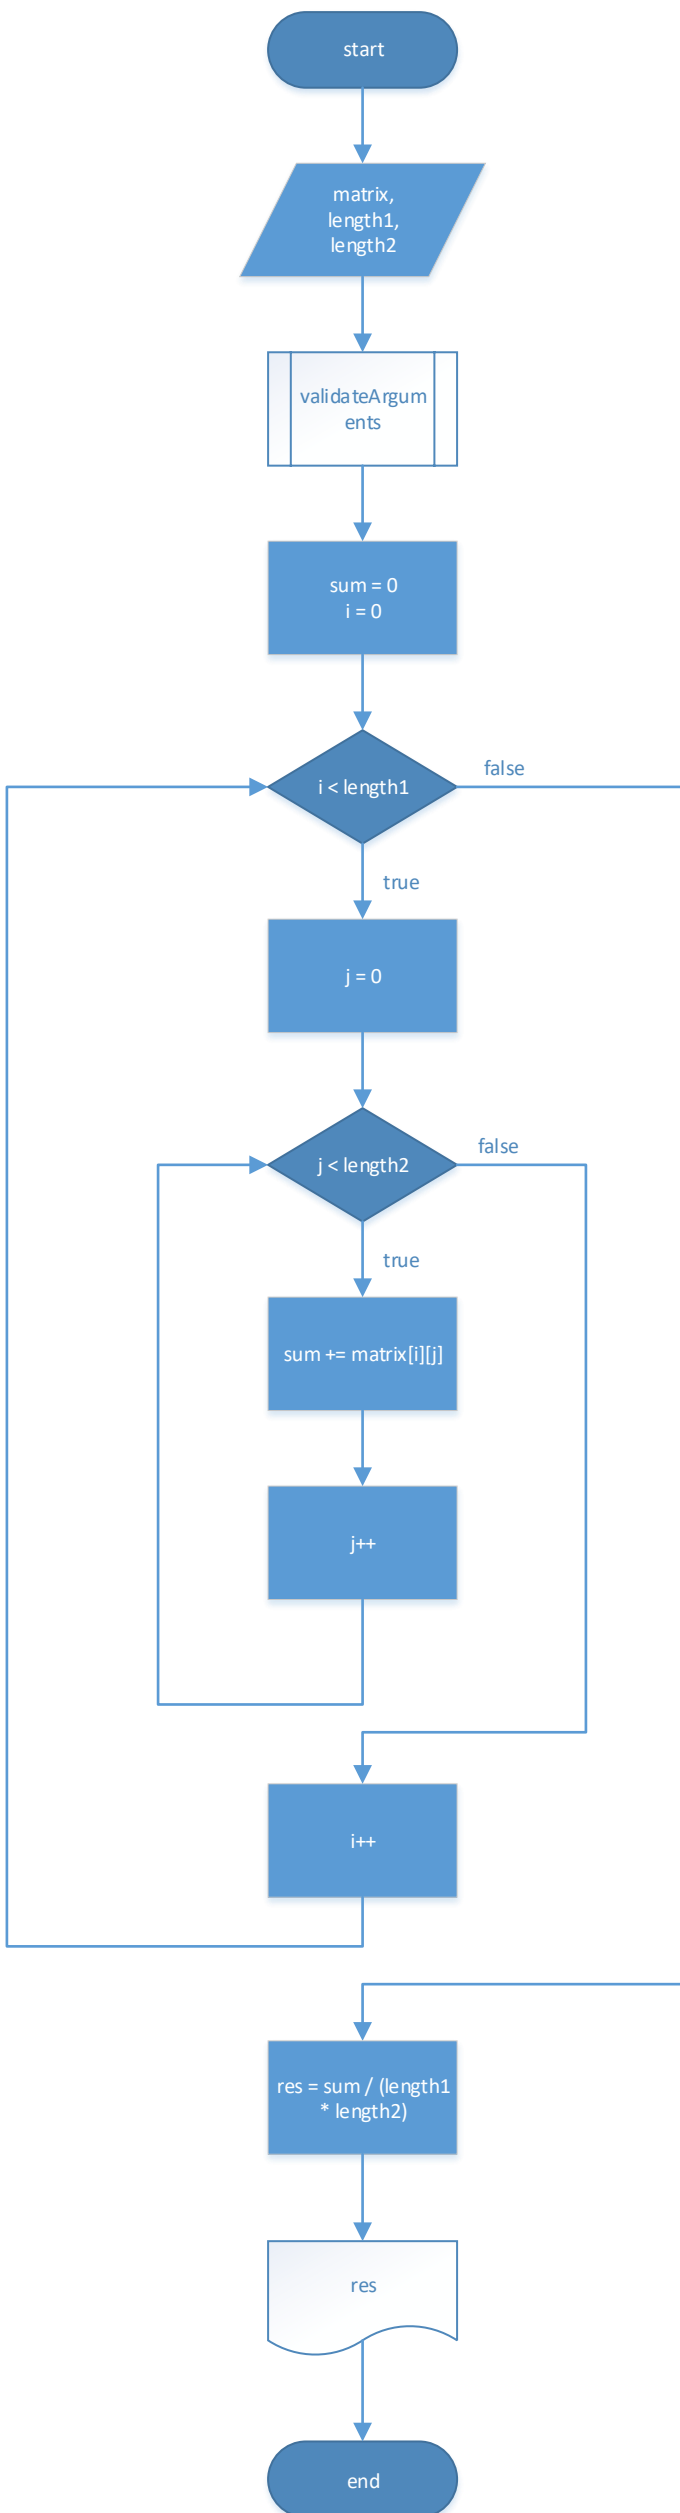 start
matrix,
length1,
length2
validateArgum
ents
sum = 0
i = 0
i < length1
false
true
j = 0
j < length2
false
true
sum += matrix[i][j]
j++
i++
res = sum / (length1
* length2)
res
end